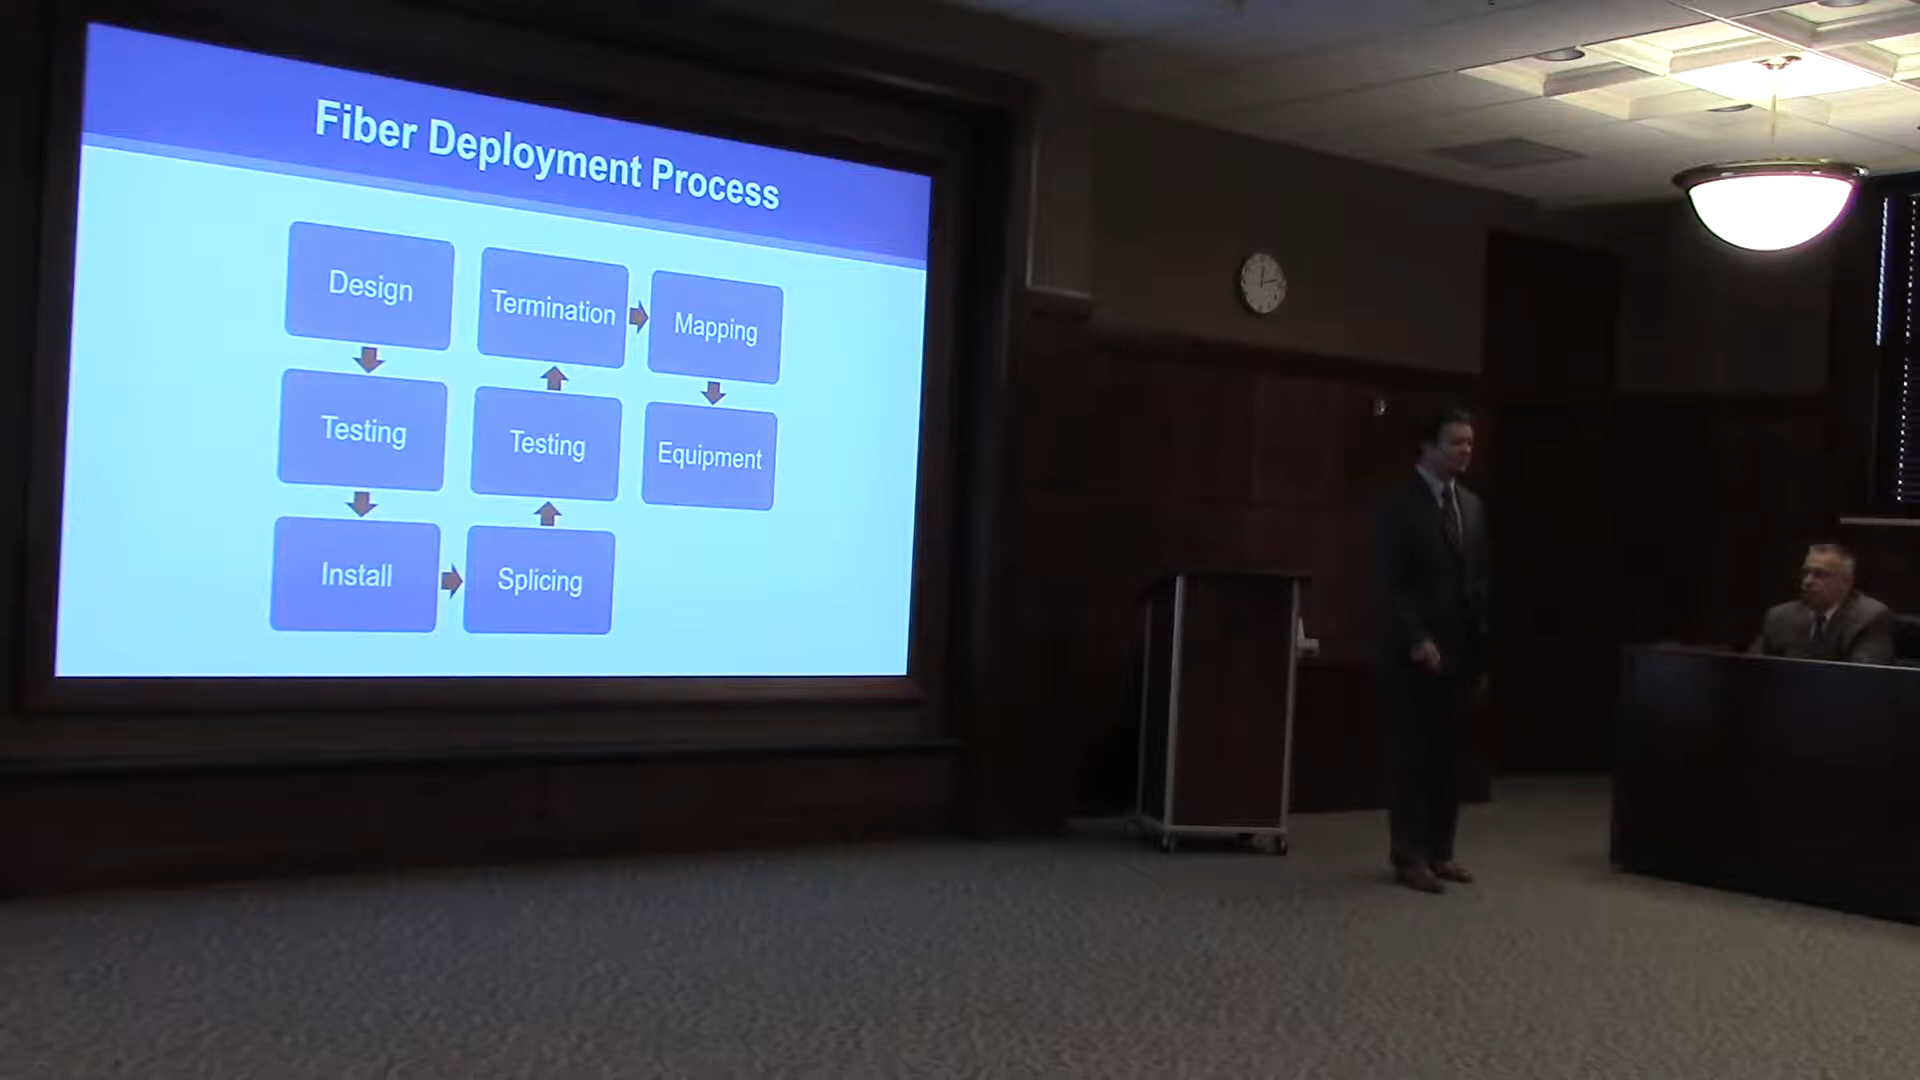 Fiber Deployment Process
Design
Testing
Install
Splicing
Testing
Termination
Mapping
Equipment